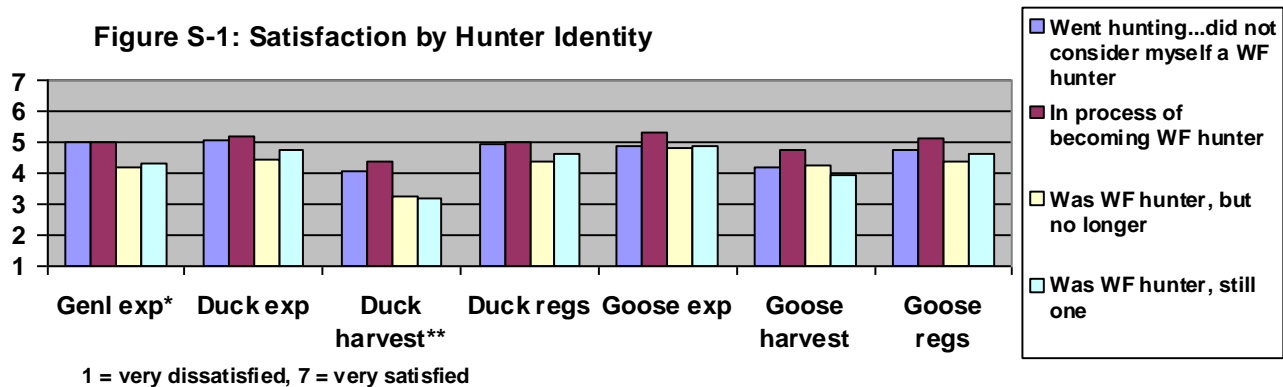 Figure S-1: Satisfaction by Hunter Identity
7
6
5
4
3
2
1
Genl exp*
Duck exp
Duck
harvest**
Duck regs
Goose exp
Goose
harvest
Goose
regs
1 = very dissatisfied, 7 = very satisfied
Went hunting...did not
consider myself a WF
hunter
In process of
becoming WF hunter
Was WF hunter, but
no longer
Was WF hunter, still
one